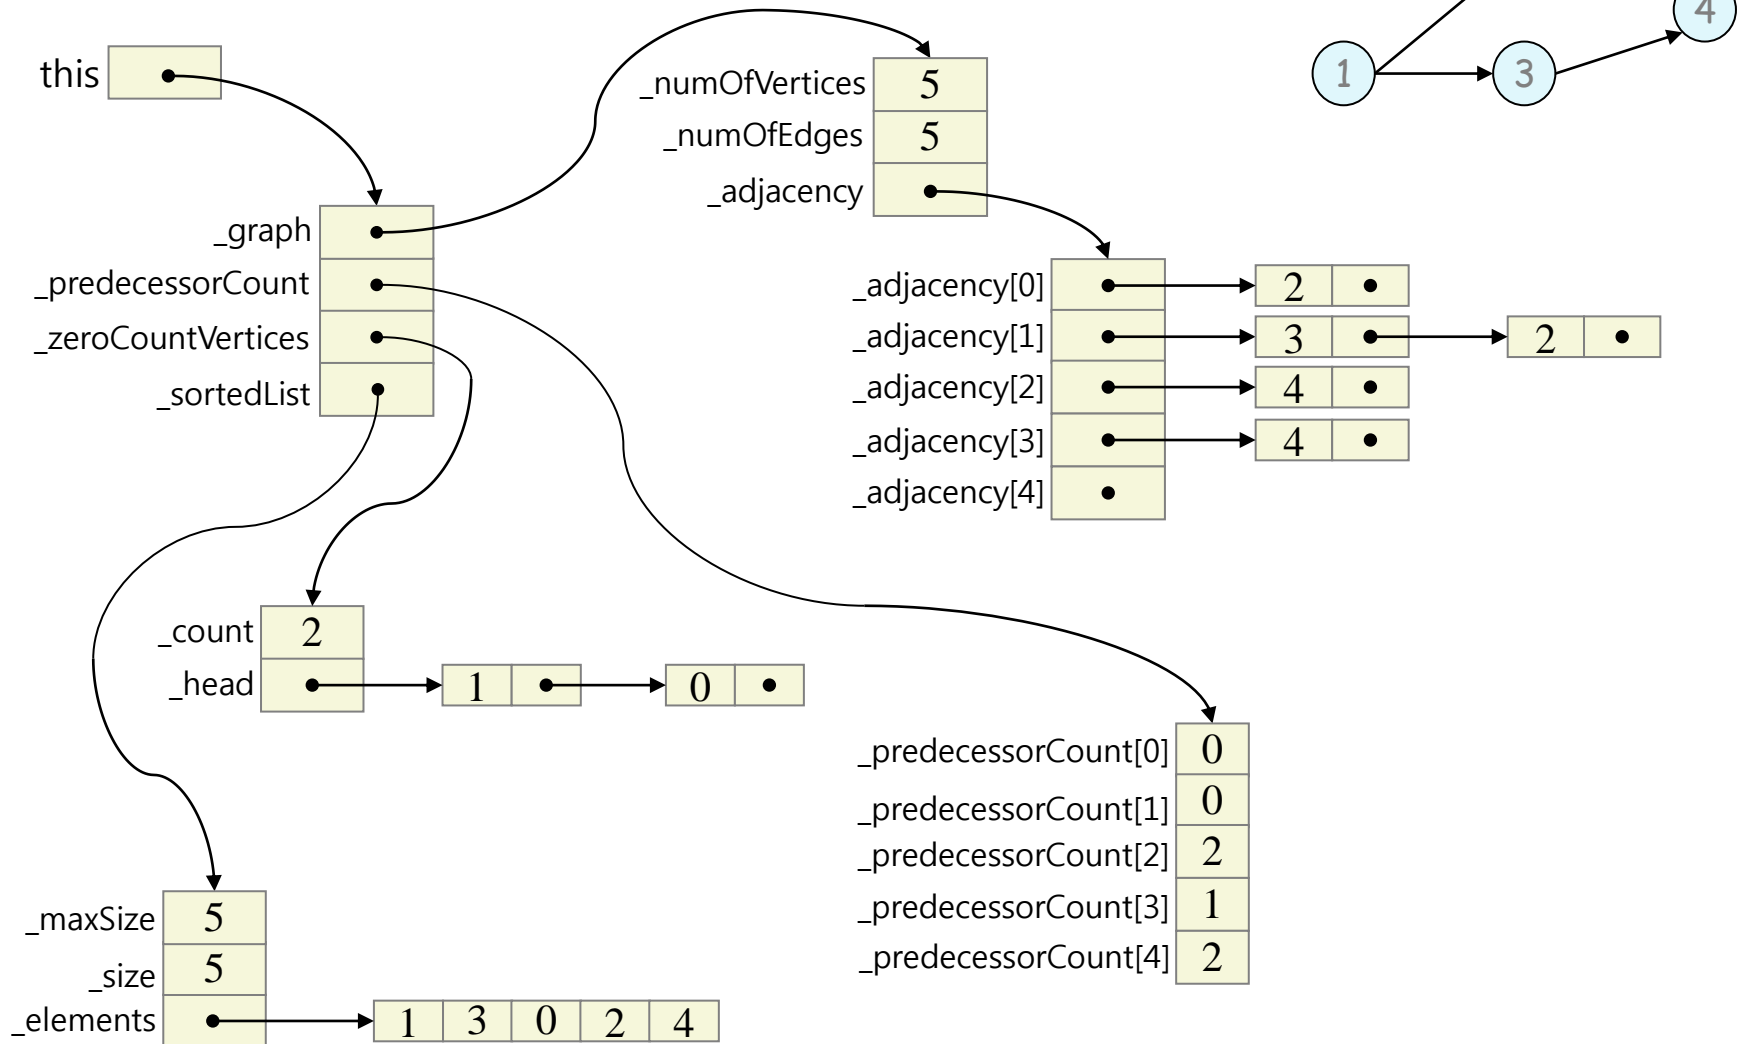 this
_graph
_predecessorCount
_zeroCountVertices
_sortedList
_numOfVertices 5
_numOfEdges 5
_adjacency
4
1 3
_adjacency[0] 2
_adjacency[1] 3 2
_adjacency[2] 4
_adjacency[3] 4
_adjacency[4]
_count 2
_head 1 0
_predecessorCount[0] 0
_predecessorCount[1] 0
_predecessorCount[2] 2
_predecessorCount[3] 1
_predecessorCount[4] 2
_maxSize 5
_size 5
_elements 1 3 0 2 4